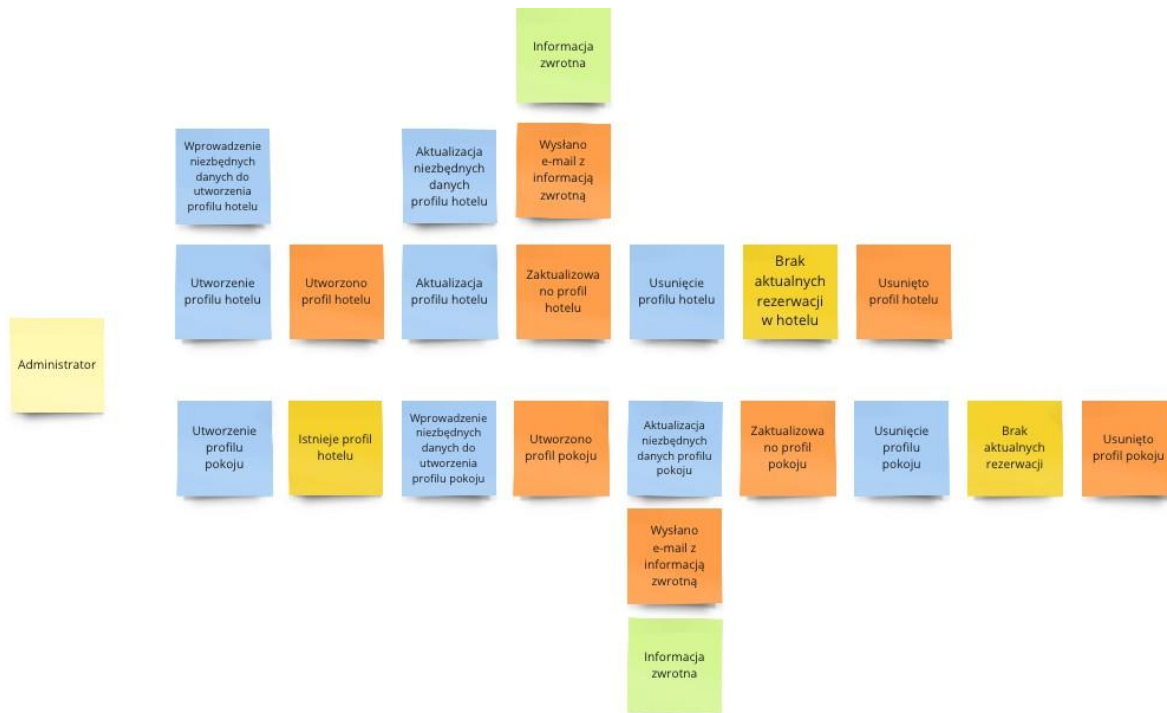 Informacja
zwrotna
Wprowadzenie
niezbędnych
danych do
utworzenia
profilu hotelu
Aktualizacja
niezbędnych
danych
profilu hotelu
Wysłano
e-mail z
informacją
zwrotną
Utworzenie
profilu hotelu
Utworzono
profil hotelu
Aktualizacja
profilu hotelu
Zaktualizowa
no profil
hotelu
Usunięcie
profilu hotelu
Brak
aktualnych
rezerwacji
w hotelu
Usunięto
profil hotelu
Administrator
Utworzenie
profilu
pokoju
Istnieje profil
hotelu
Wprowadzenie
niezbędnych
danych do
utworzenia
profilu pokoju
Utworzono
profil pokoju
Aktualizacja
niezbędnych
danych profilu
pokoju
Zaktualizowa
no profil
pokoju
Usunięcie
profilu
pokoju
Brak
aktualnych
rezerwacji
Usunięto
profil pokoju
Wysłano
e-mail z
informacją
zwrotną
Informacja
zwrotna